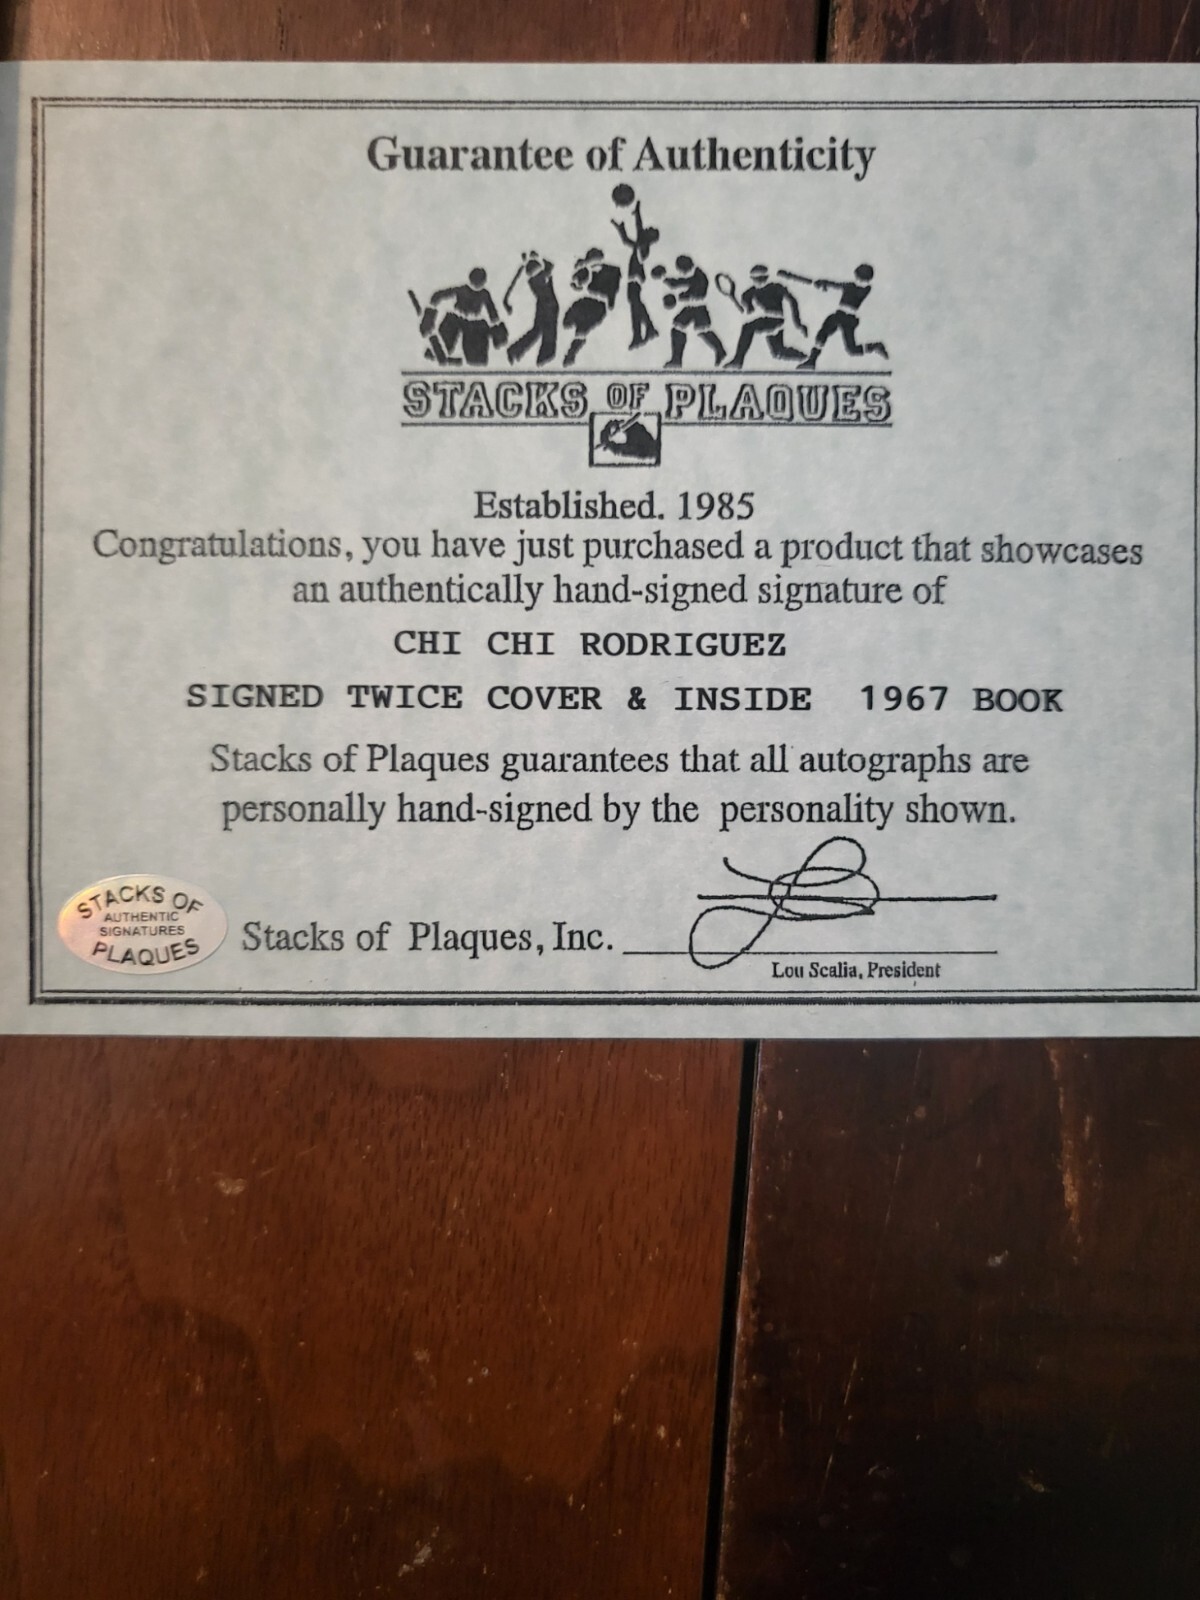 Guarantee of Authenticity
STACKS OF PLAQUES
Established. 1985
Congratulations, you have just purchased a product that showcases
an authentically hand-signed signature of
CHI CHI RODRIGUEZ
SIGNED TWICE COVER & INSIDE 1967 BOOK
Stacks of Plaques guarantees that all autographs are
personally hand-signed by the personality shown.
STACKS OF
AUTHENTIC
SIGNATURES
PLAQUES
Stacks of Plaques, Inc.
Lou Scalia, President